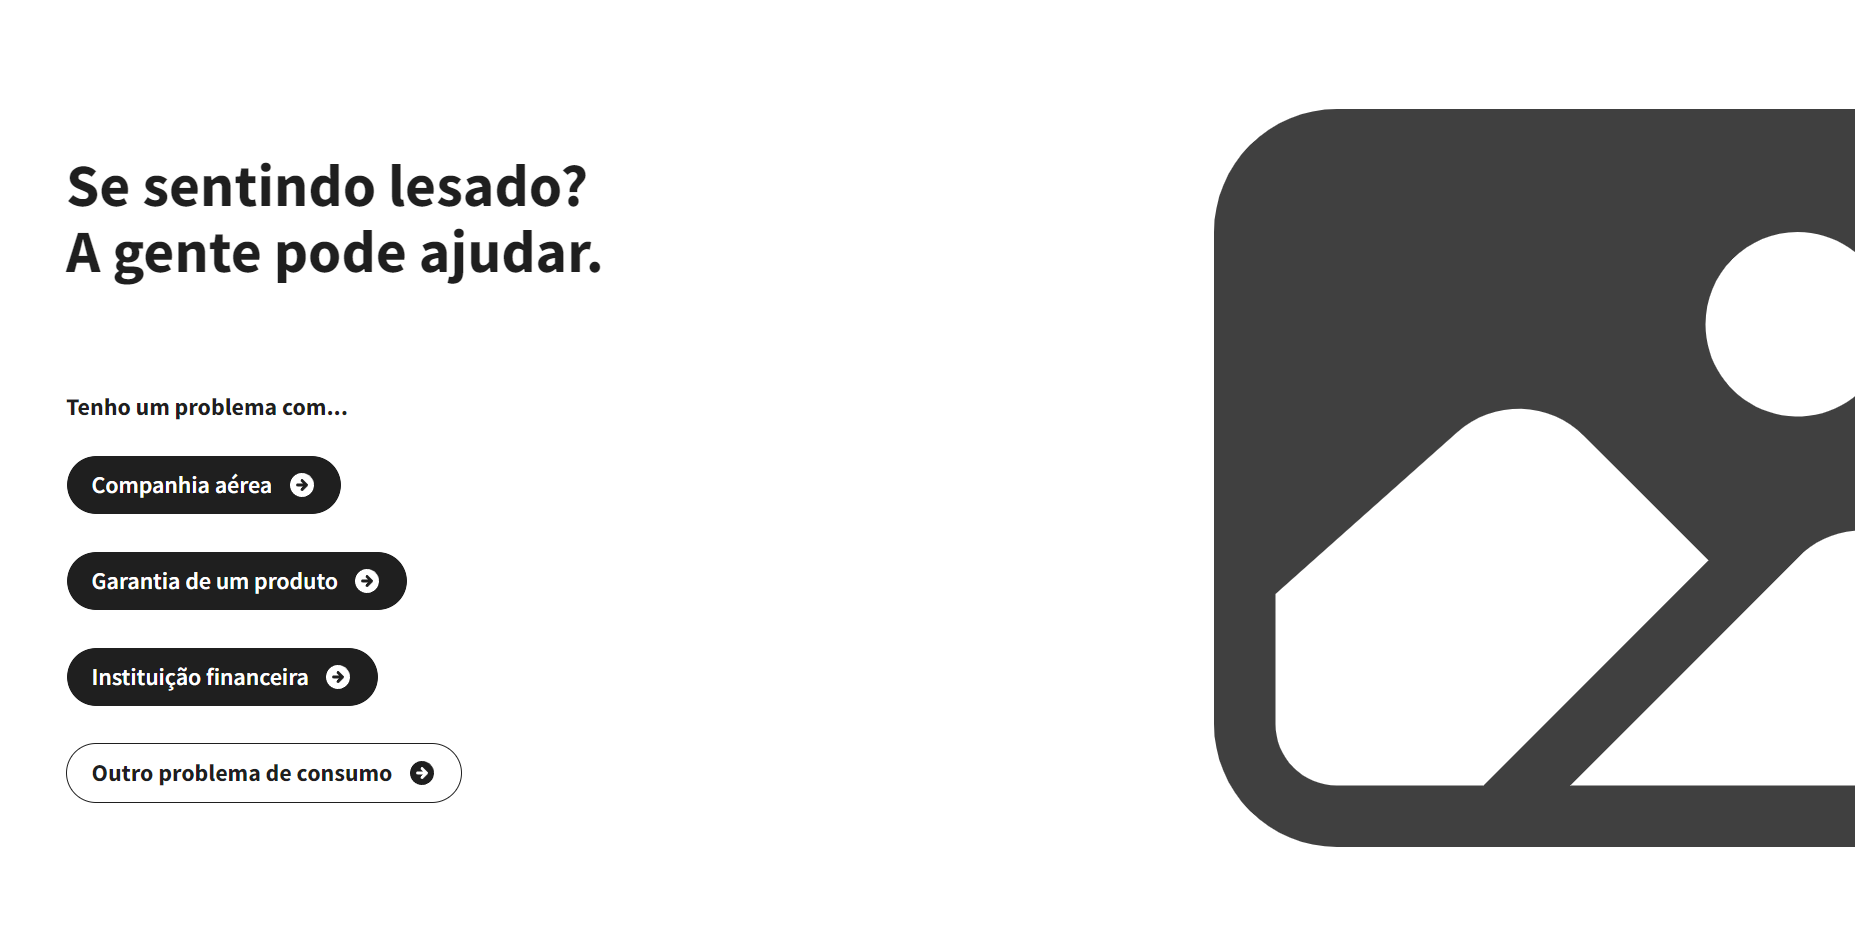 Se sentindo lesado?
A gente pode ajudar.
Tenho um problema com...
Companhia aérea
Garantia de um produto
Instituição financeira
Outro problema de consumo